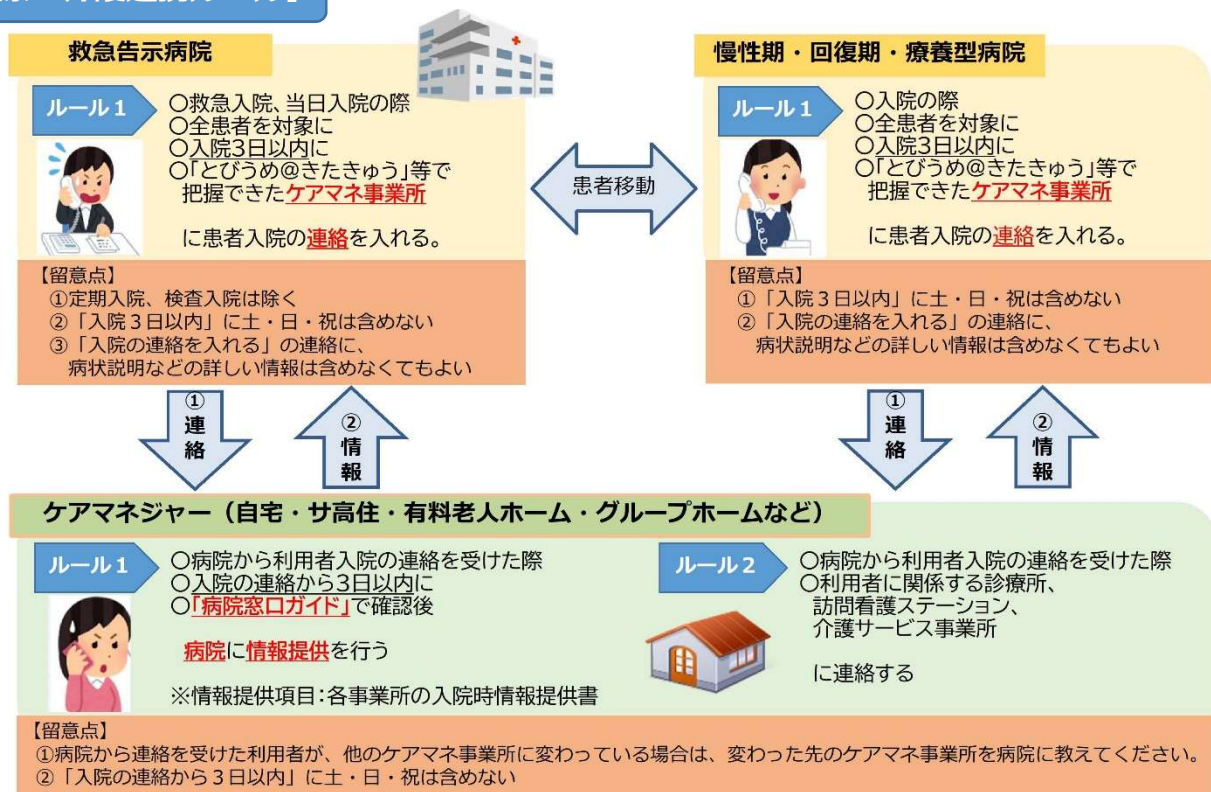 救急告示病院
ルール1
〇救急入院、当日入院の際
〇全患者を対象に
〇入院3日以内に
〇「とびうめ@きたきゅう」等で
把握できたケアマネ事業所
に患者入院の連絡を入れる。
【留意点】
①定期入院、検査入院は除く
②「入院３日以内」に土・日・祝は含めない
③「入院の連絡を入れる」の連絡に、
病状説明などの詳しい情報は含めなくてもよい
患者移動
慢性期・回復期・療養型病院
ルール1
〇入院の際
〇全患者を対象に
〇入院3日以内に
〇「とびうめ@きたきゅう」等で
把握できたケアマネ事業所
に患者入院の連絡を入れる。
【留意点】
①「入院３日以内」に土・日・祝は含めない
②「入院の連絡を入れる」の連絡に、
病状説明などの詳しい情報は含めなくてもよい
①連絡
②情報
①連絡
②情報
ケアマネジャー（自宅・サ高住・有料老人ホーム・グループホームなど）
ルール1
〇病院から利用者入院の連絡を受けた際
〇入院の連絡から3日以内に
〇「病院窓口ガイド」で確認後
病院に情報提供を行う
※情報提供項目：各事業所の入院時情報提供書
ルール2
〇病院から利用者入院の連絡を受けた際
〇利用者に関係する診療所、
訪問看護ステーション、
介護サービス事業所
に連絡する
【留意点】
①病院から連絡を受けた利用者が、他のケアマネ事業所に変わっている場合は、変わった先のケアマネ事業所を病院に教えてください。
②「入院の連絡から３日以内」に土・日・祝は含めない